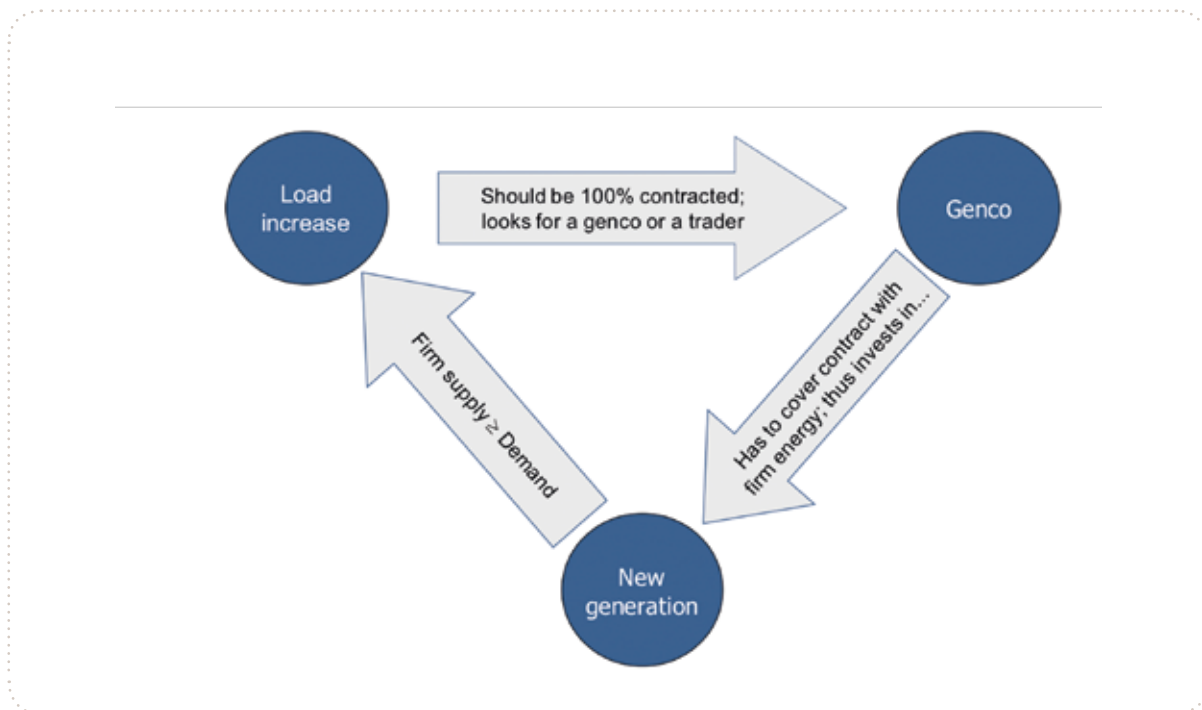 Load
increase
Should be 100% contracted;
looks for a genco or a trader
Genco
Has to cover contract with
firm energy; thus invests in...
New
generation
Firm supply ≥ Demand